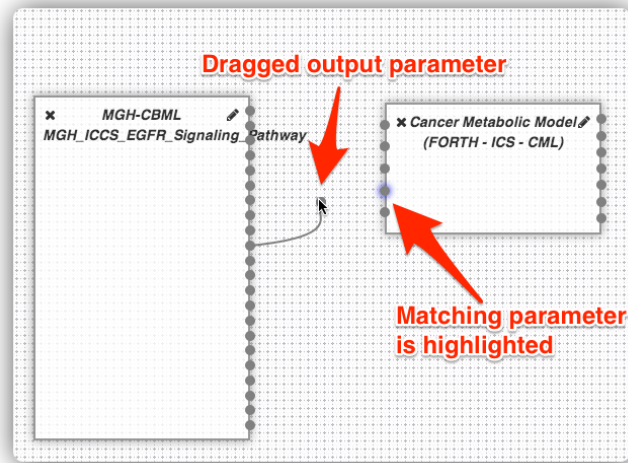 Dragged output parameter
MGH-CBML
MGH_ICCS_EGFR_Signaling_Pathway
Cancer Metabolic Model
(FORTH - ICS - CML)
Matching parameter
is highlighted